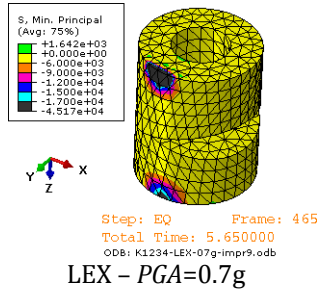 S, Min. Principal
(Avg: 75%)
+1.642e+03
+0.000e+00
-6.000e+03
-9.000e+03
-1.200e+04
-1.500e+04
-1.700e+04
-4.517e+04
Y
Z
X
Step: EQ Frame: 465
Total Time: 5.650000
ODB: K1234-LEX-07g-impr9.odb
LEX – PGA=0.7g